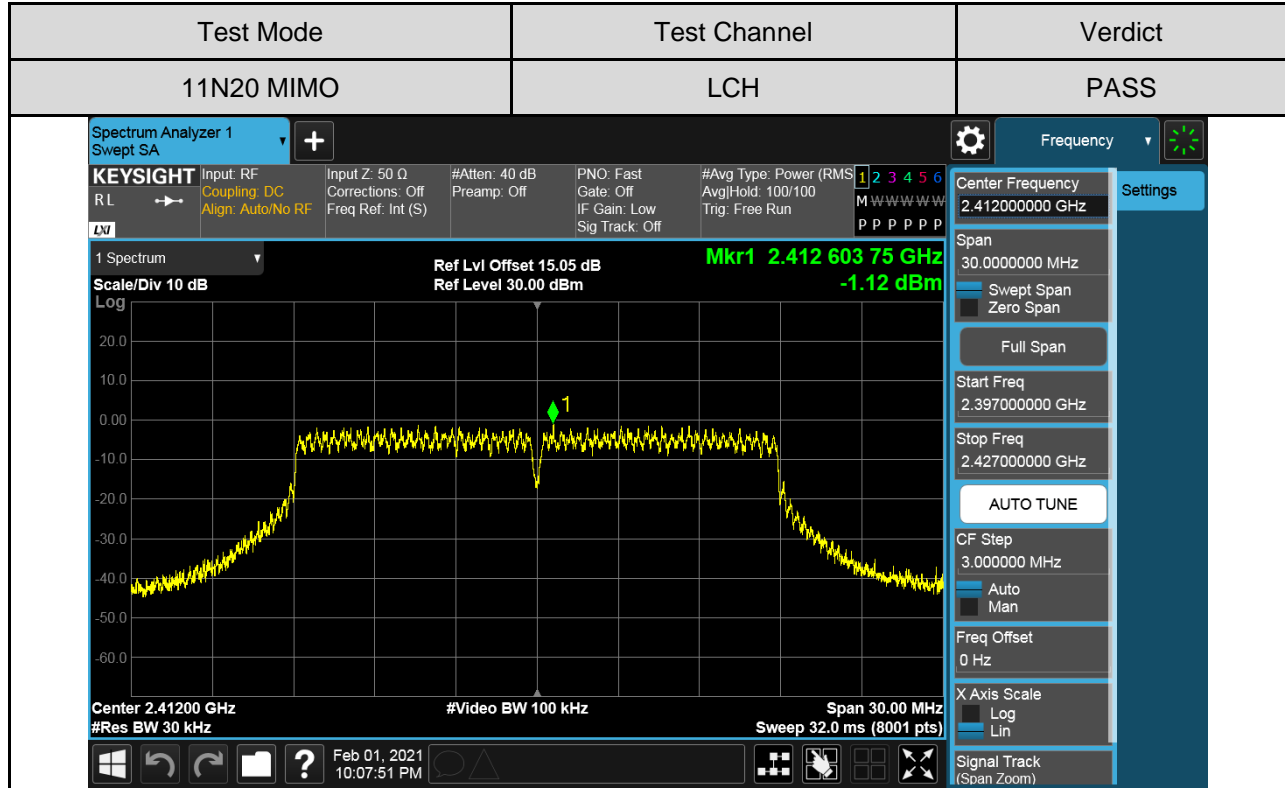 Test Mode Test Channel Verdict
11N20 MIMO LCH PASS
Spectrum Analyzer 1
Swept SA
+
Frequency
KEYSIGHT Input: RF Input Z: 50 Ω #Atten: 40 dB PNO: Fast #Avg Type: Power (RMS 1 2 3 4 5 6
R L Coupling: DC Corrections: Off Preamp: Off Gate: Off Avg|Hold: 100/100 M W W W W W
Align: Auto/No RF Freq Ref: Int (S) IF Gain: Low Trig: Free Run
LXI Sig Track: Off P P P P P P
1 Spectrum Ref Lvl Offset 15.05 dB Mkr1 2.412 603 75 GHz
Scale/Div 10 dB Ref Level 30.00 dBm -1.12 dBm
Log
20.0
10.0
1
0.00
-10.0
-20.0
-30.0
-40.0
-50.0
-60.0
Center 2.41200 GHz #Video BW 100 kHz Span 30.00 MHz
#Res BW 30 kHz Sweep 32.0 ms (8001 pts)
? Feb 01, 2021
10:07:51 PM
Center Frequency
2.412000000 GHz
Settings
Span
30.0000000 MHz
Swept Span
Zero Span
Full Span
Start Freq
2.397000000 GHz
Stop Freq
2.427000000 GHz
AUTO TUNE
CF Step
3.000000 MHz
Auto
Man
Freq Offset
0 Hz
X Axis Scale
Log
Lin
Signal Track
(Span Zoom)